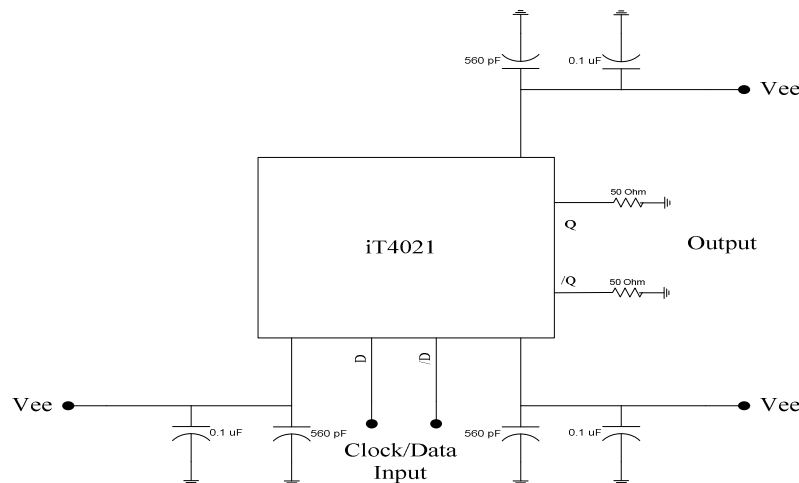 560 pF
0.1 uF
Vee
50 Ohm
Q
iT4021
Output
/Q
50 Ohm
D
/D
Vee
Vee
0.1 uF
560 pF
560 pF
0.1 uF
Clock/Data
Input